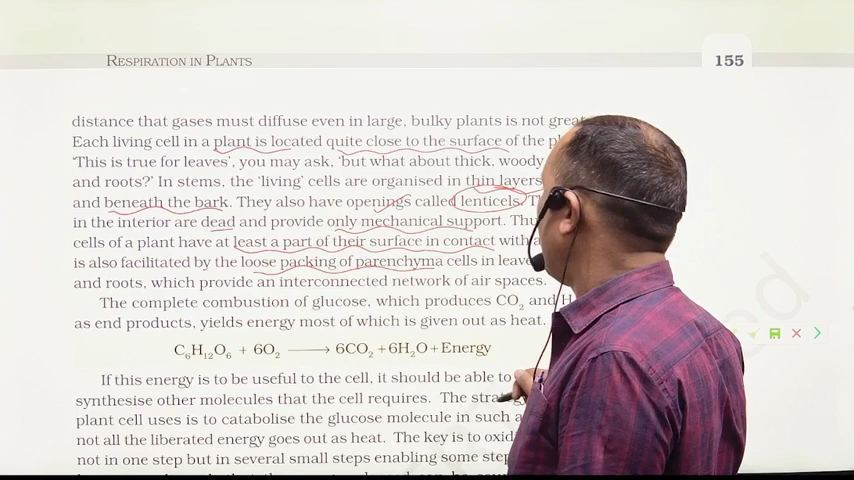 RESPIRATION IN PLANTS
155
distance that gases must diffuse even in large, bulky plants is not great.
Each living cell in a plant is located quite close to the surface of the
'This is true for leaves', you may ask, 'but what about thick, woody
and roots?' In stems, the 'living' cells are organised in thin layers
and beneath the bark. They also have openings called lenticels.
in the interior are dead and provide only mechanical support.
cells of a plant have at least a part of their surface in contact with
is also facilitated by the loose packing of parenchyma cells in
and roots, which provide an interconnected network of air spaces.
The complete combustion of glucose, which produces CO₂ and
as end products, yields energy most of which is given out as heat.
C₆H₁₂O₆ + 6O₂ ⟶ 6CO₂ + 6H₂O + Energy
If this energy is to be useful to the cell, it should be able to
synthesise other molecules that the cell requires. The
plant cell uses is to catabolise the glucose molecule in such
not all the liberated energy goes out as heat. The key is to
not in one step but in several small steps enabling some